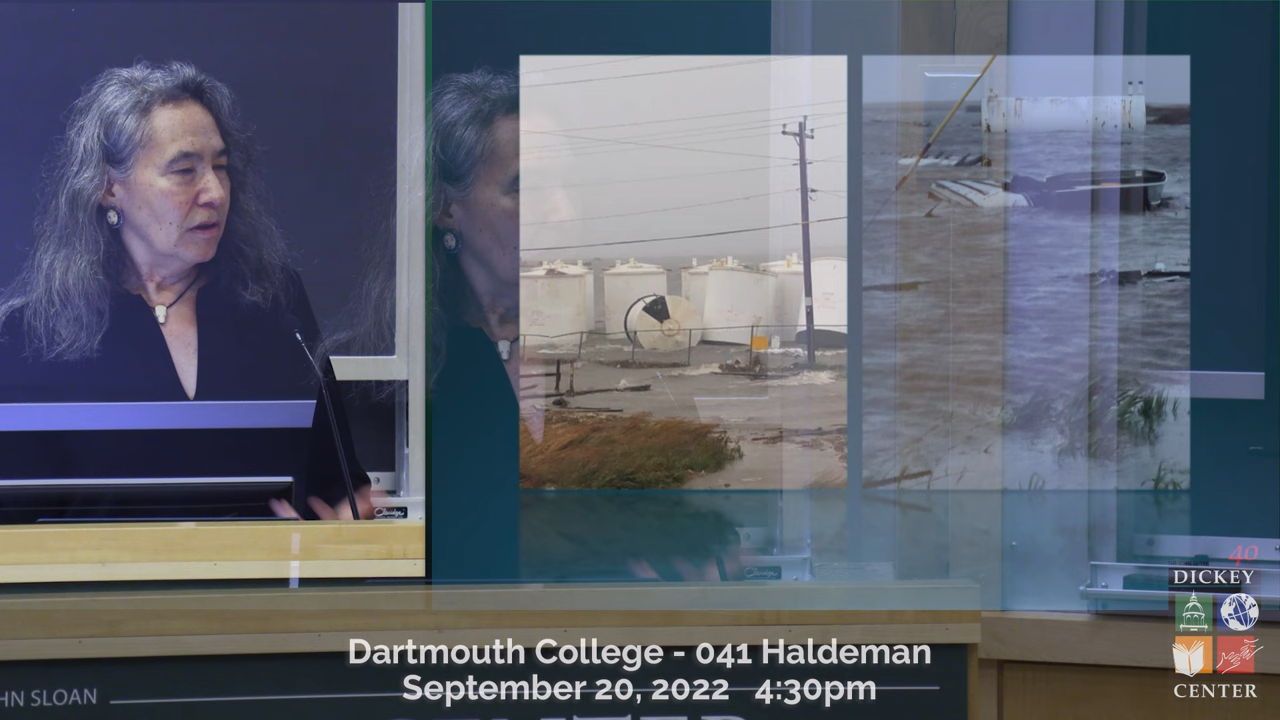 40
DICKEY
CENTER
Dartmouth College - 041 Haldeman
September 20, 2022 4:30pm
HN SLOAN